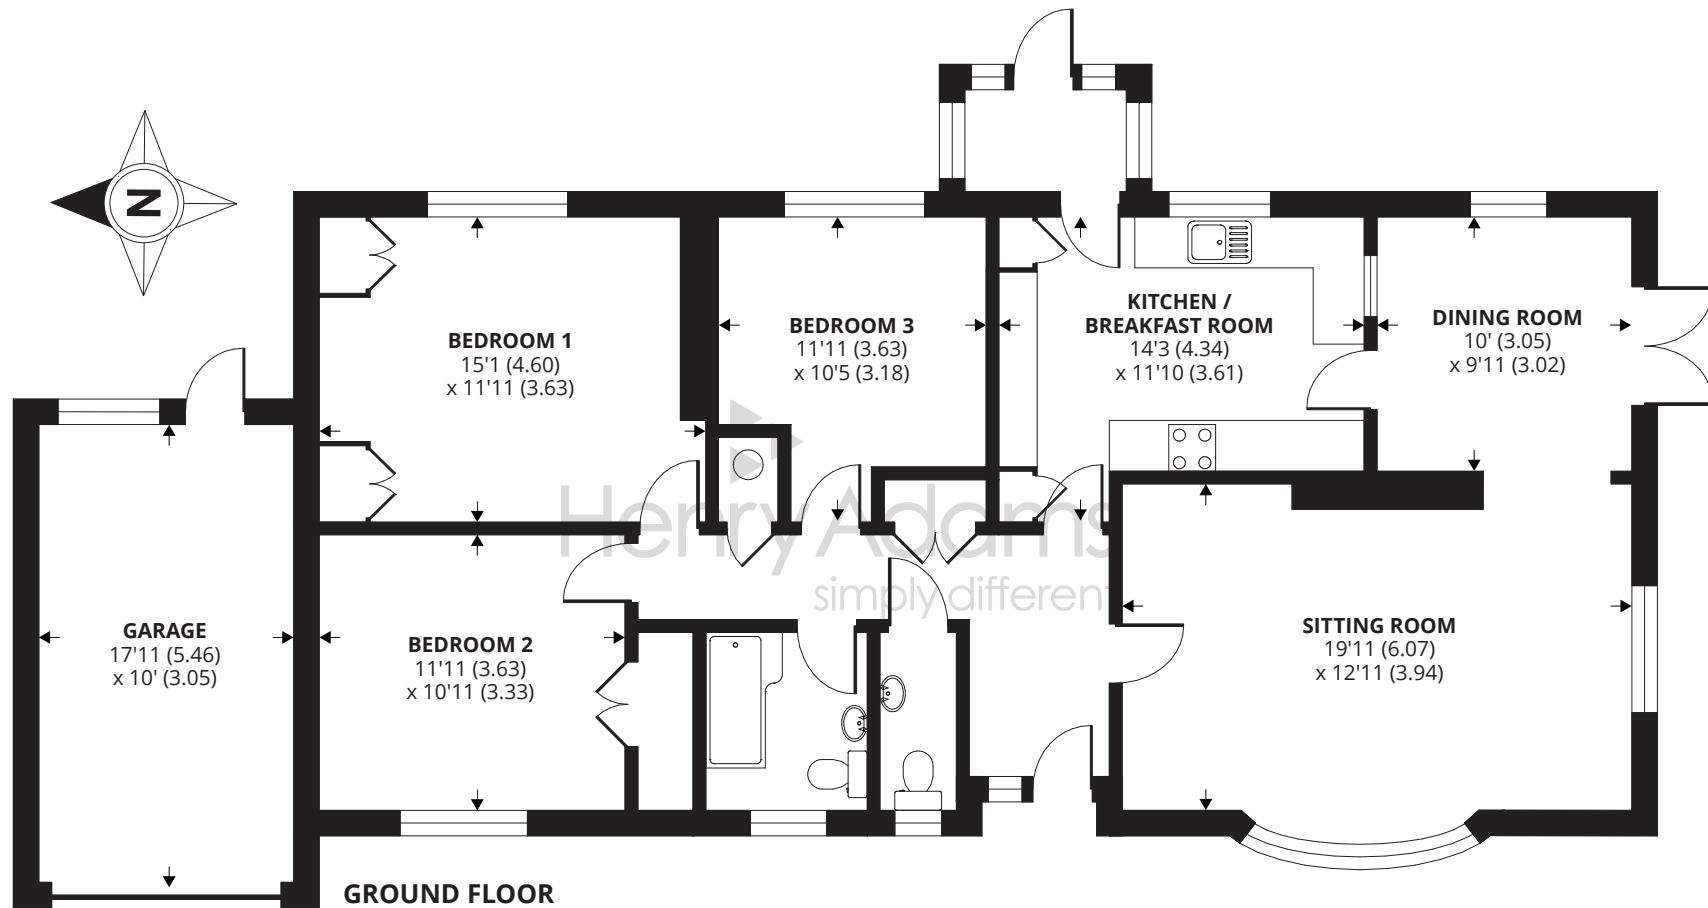 N
BEDROOM 1
15'1 (4.60)
x 11'11 (3.63)
BEDROOM 3
11'11 (3.63)
x 10'5 (3.18)
KITCHEN /
BREAKFAST ROOM
14'3 (4.34)
x 11'10 (3.61)
DINING ROOM
10' (3.05)
x 9'11 (3.02)
Henry Adams
simply different
GARAGE
17'11 (5.46)
x 10' (3.05)
BEDROOM 2
11'11 (3.63)
x 10'11 (3.33)
SITTING ROOM
19'11 (6.07)
x 12'11 (3.94)
GROUND FLOOR